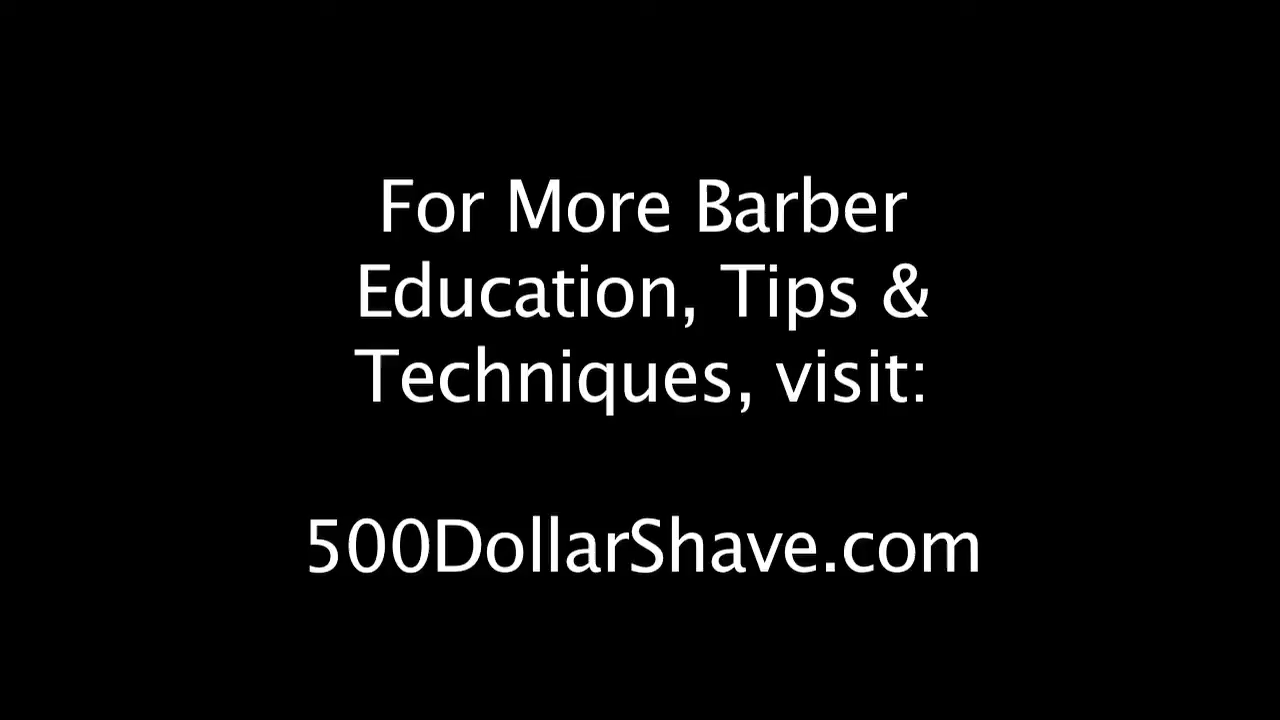 For More Barber
Education, Tips &
Techniques, visit:
500DollarShave.com